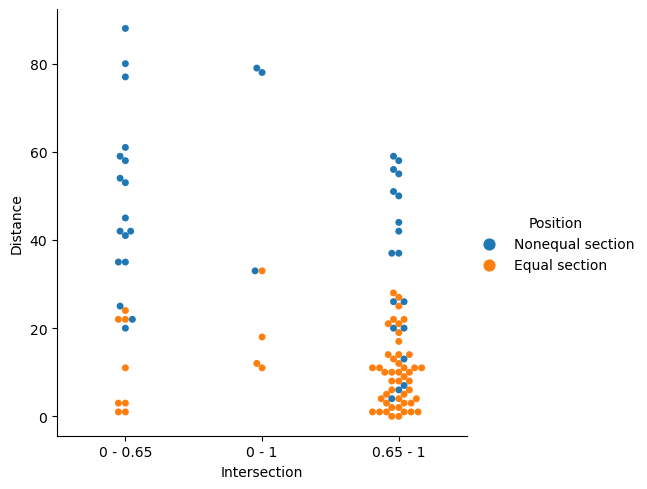 80
60
40
20
0
Distance
0 - 0.65
0 - 1
0.65 - 1
Intersection
Position
Nonequal section
Equal section